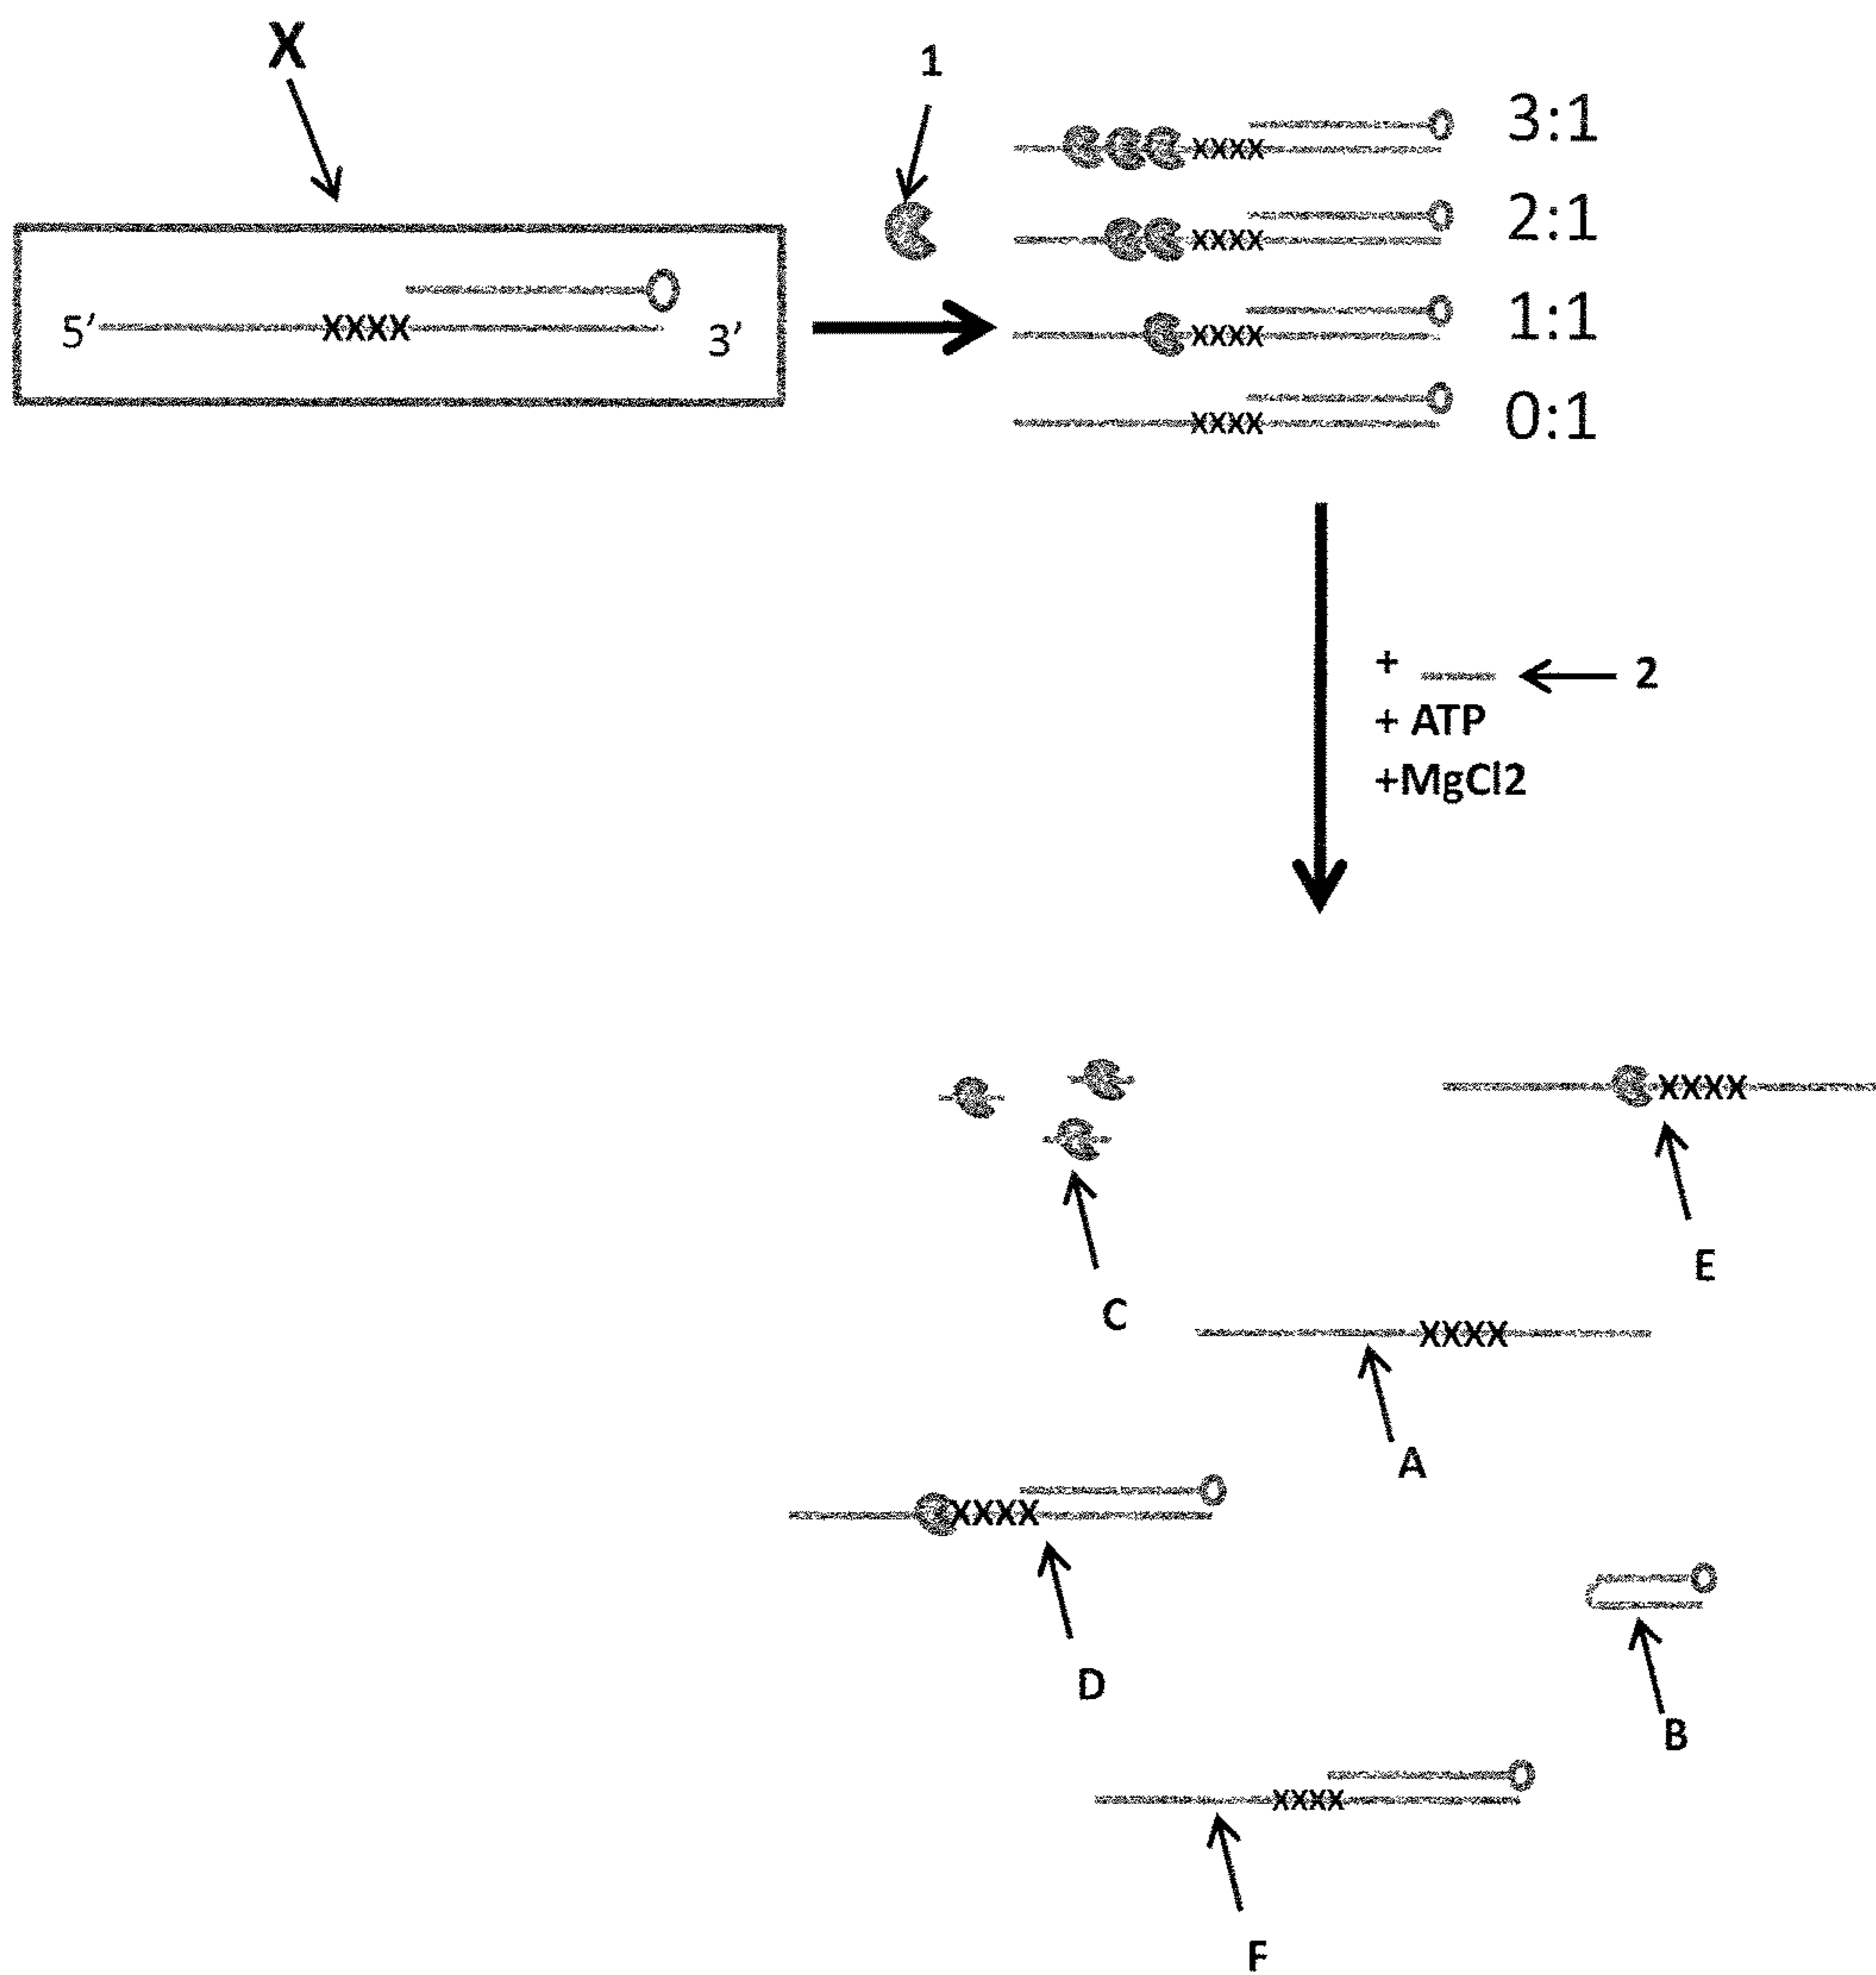 X
1
5′ XXXX 3′
XXXX 3:1
XXXX 2:1
XXXX 1:1
XXXX 0:1
+ 2
+ ATP
+MgCl2
XXXX
E
C
XXXX
A
XXXX
D
B
XXXX
F